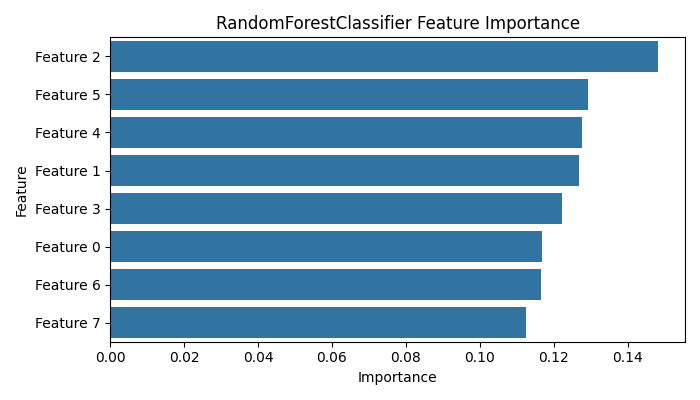 RandomForestClassifier Feature Importance
Feature
Feature 2
Feature 5
Feature 4
Feature 1
Feature 3
Feature 0
Feature 6
Feature 7
0.00 0.02 0.04 0.06 0.08 0.10 0.12 0.14
Importance